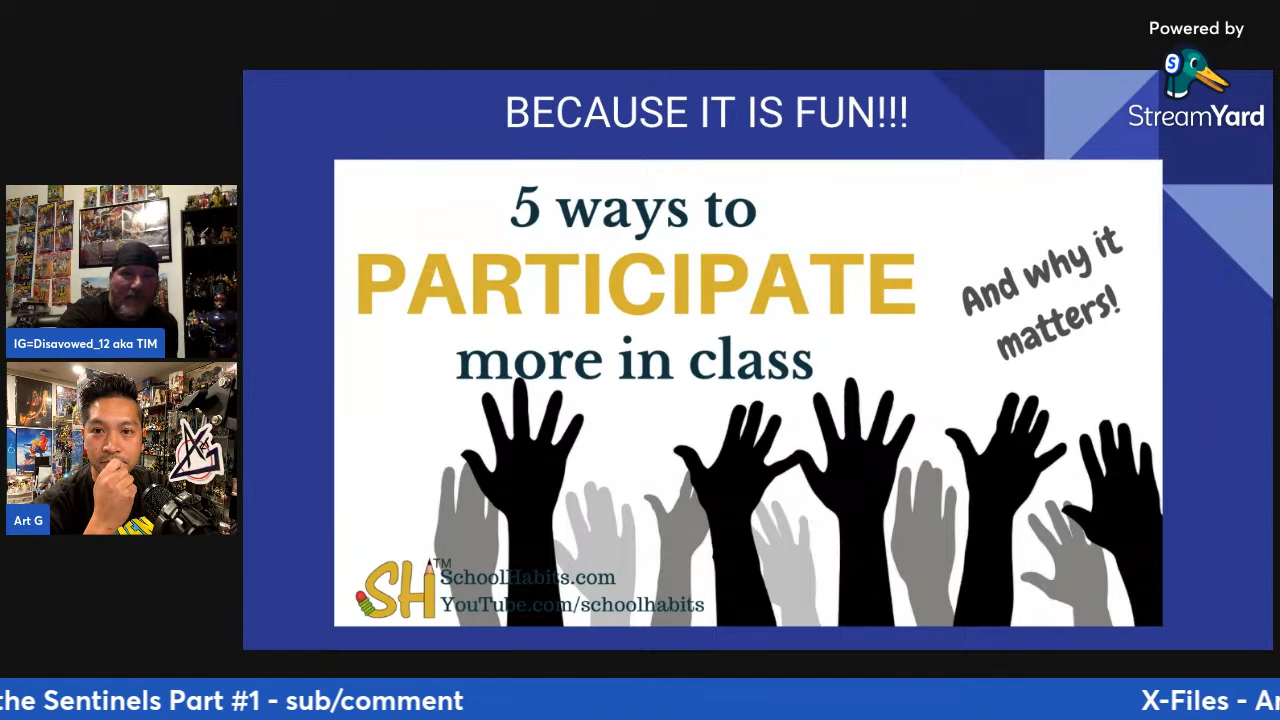 Powered by
StreamYard
BECAUSE IT IS FUN!!!
5 ways to
PARTICIPATE
more in class
And why it
matters!
SH™
SchoolHabits.com
YouTube.com/schoolhabits
IG=Disavowed_12 aka TIM
Art G
the Sentinels Part #1 - sub/comment
X-Files - Ar